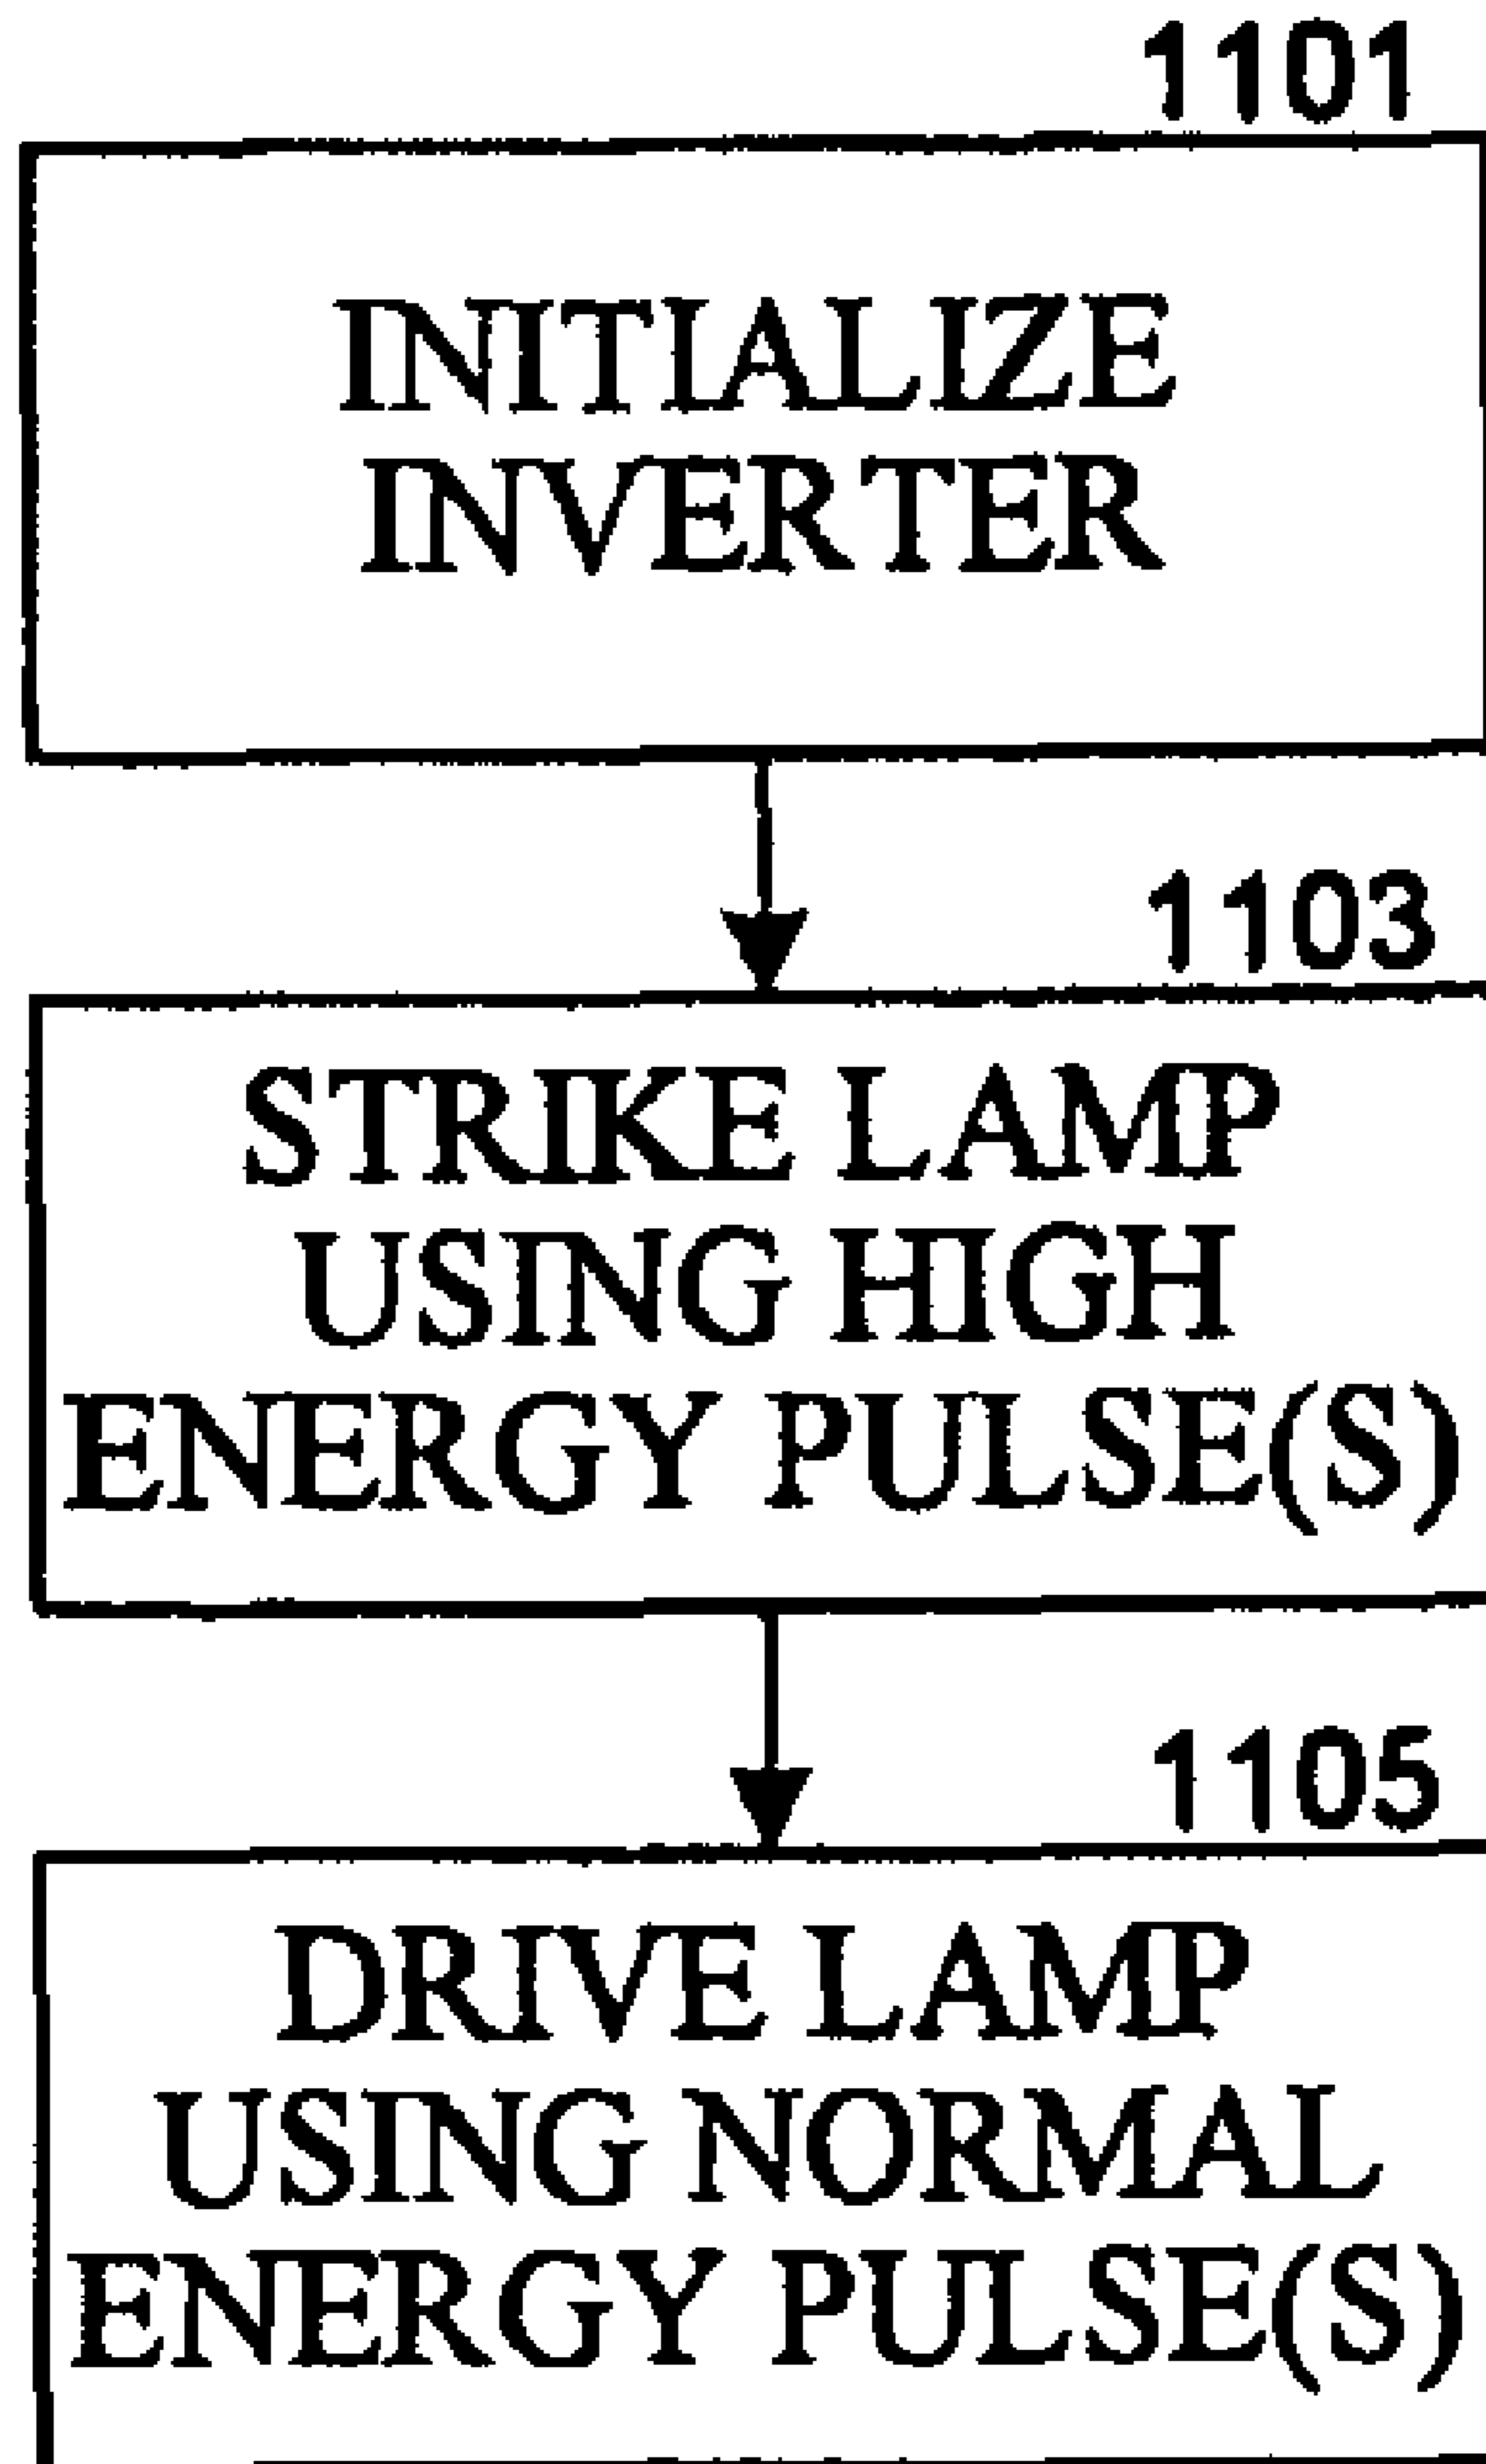 1101
INITIALIZE
INVERTER
1103
STRIKE LAMP
USING HIGH
ENERGY PULSE(S)
1105
DRIVE LAMP
USING NORMAL
ENERGY PULSE(S)